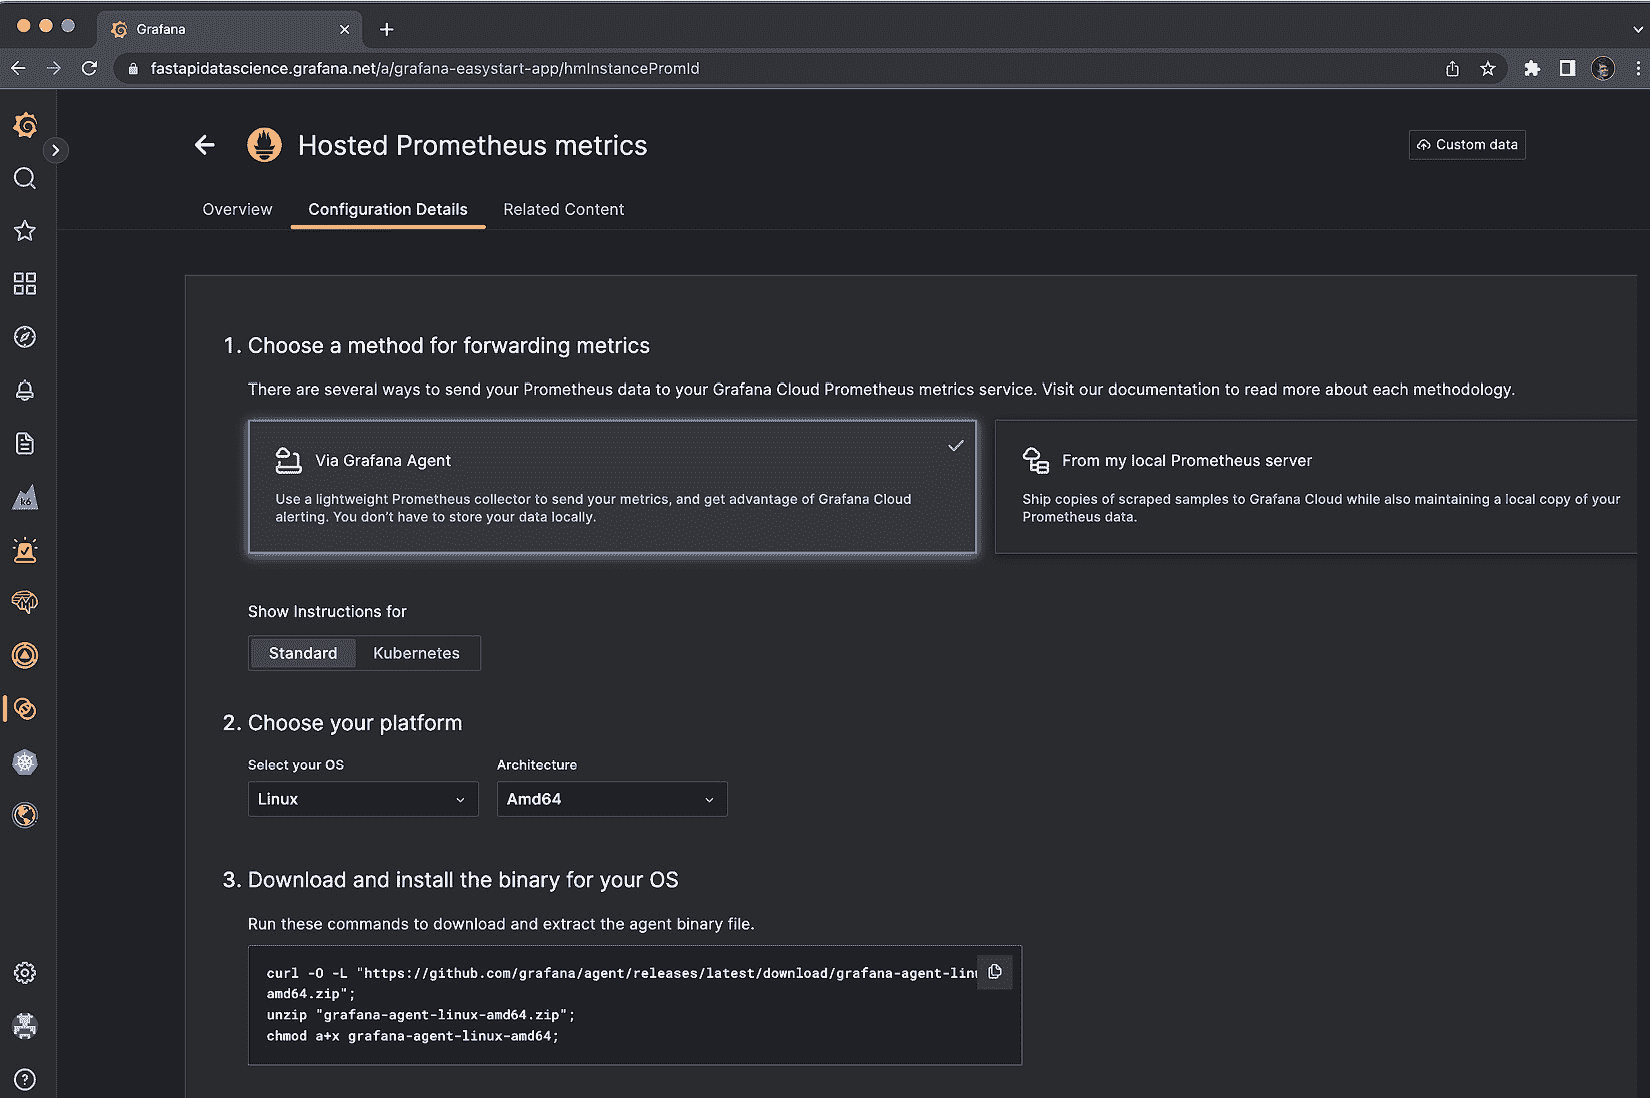 Grafana
fastapidatascience.grafana.net/a/grafana-easystart-app/hmInstancePromId
Hosted Prometheus metrics
Custom data
Overview
Configuration Details
Related Content
1. Choose a method for forwarding metrics
There are several ways to send your Prometheus data to your Grafana Cloud Prometheus metrics service. Visit our documentation to read more about each methodology.
Via Grafana Agent
Use a lightweight Prometheus collector to send your metrics, and get advantage of Grafana Cloud
alerting. You don't have to store your data locally.
From my local Prometheus server
Ship copies of scraped samples to Grafana Cloud while also maintaining a local copy of your
Prometheus data.
Show Instructions for
Standard
Kubernetes
2. Choose your platform
Select your OS
Architecture
Linux
Amd64
3. Download and install the binary for your OS
Run these commands to download and extract the agent binary file.
curl -O -L "https://github.com/grafana/agent/releases/latest/download/grafana-agent-lin
amd64.zip";
unzip "grafana-agent-linux-amd64.zip";
chmod a+x grafana-agent-linux-amd64;
k6